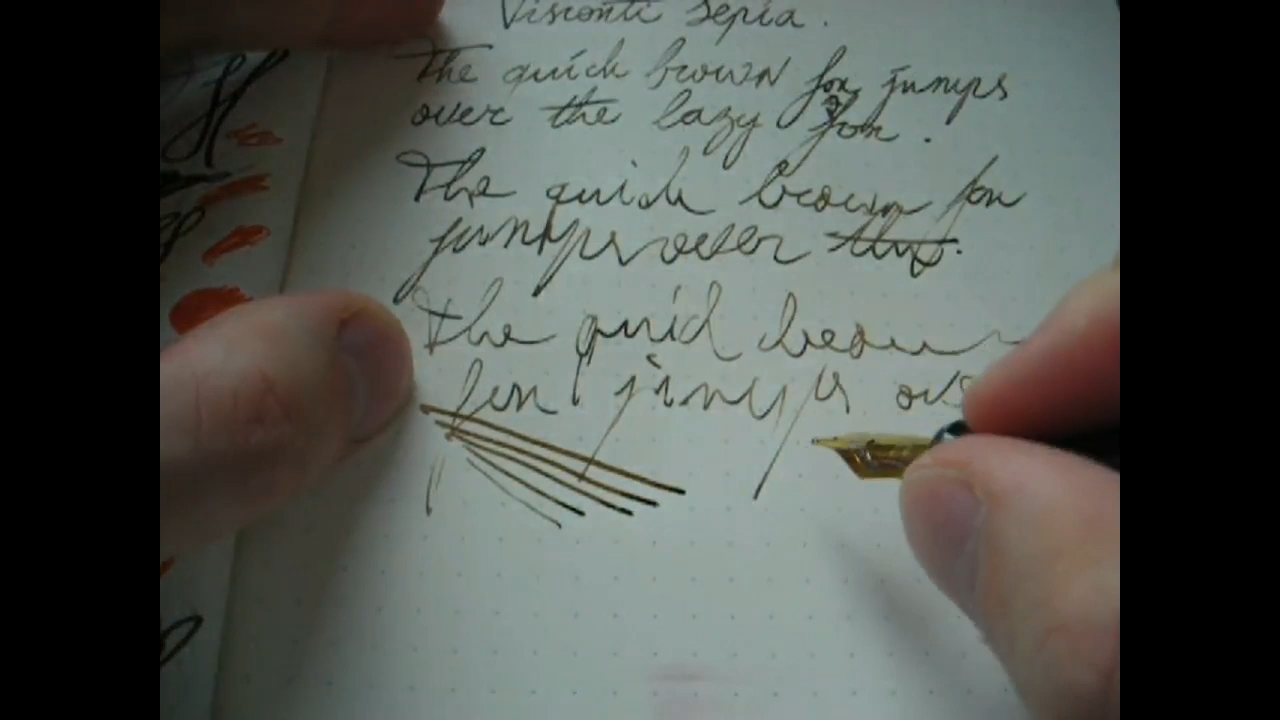 Visconti Sepia.
The quick brown fox jumps
over the lazy fox.
The quick brown fox
jumps over
The quick brown
fox jumps ov